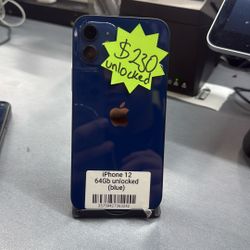 $230
unlocked
iPhone 12
64Gb unlocked
(blue)